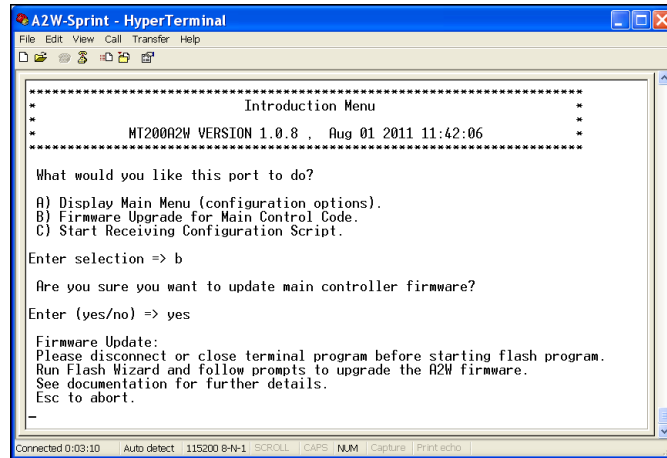 A2W-Sprint - HyperTerminal
File Edit View Call Transfer Help
************************************************************************
* Introduction Menu *
* *
* MT200A2W VERSION 1.0.8 , Aug 01 2011 11:42:06 *
************************************************************************
What would you like this port to do?
A) Display Main Menu (configuration options).
B) Firmware Upgrade for Main Control Code.
C) Start Receiving Configuration Script.
Enter selection => b
Are you sure you want to update main controller firmware?
Enter (yes/no) => yes
Firmware Update:
Please disconnect or close terminal program before starting flash program.
Run Flash Wizard and follow prompts to upgrade the A2W firmware.
See documentation for further details.
Esc to abort.
_
Connected 0:03:10 Auto detect 115200 8-N-1 SCROLL CAPS NUM Capture Print echo